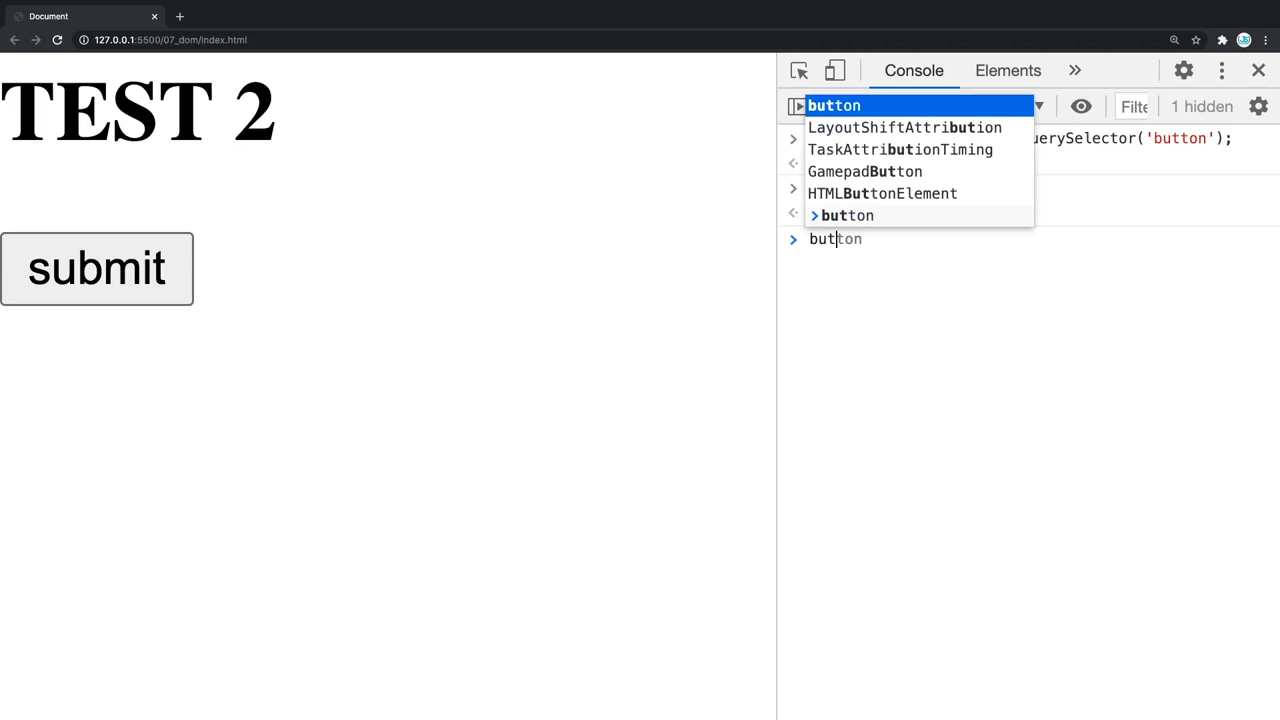 Document
127.0.0.1:5500/07_dom/index.html
TEST 2
submit
Console Elements
Filte 1 hidden
button
LayoutShiftAttribution
TaskAttributionTiming
GamepadButton
HTMLButtonElement
>button
uerySelector('button');
button